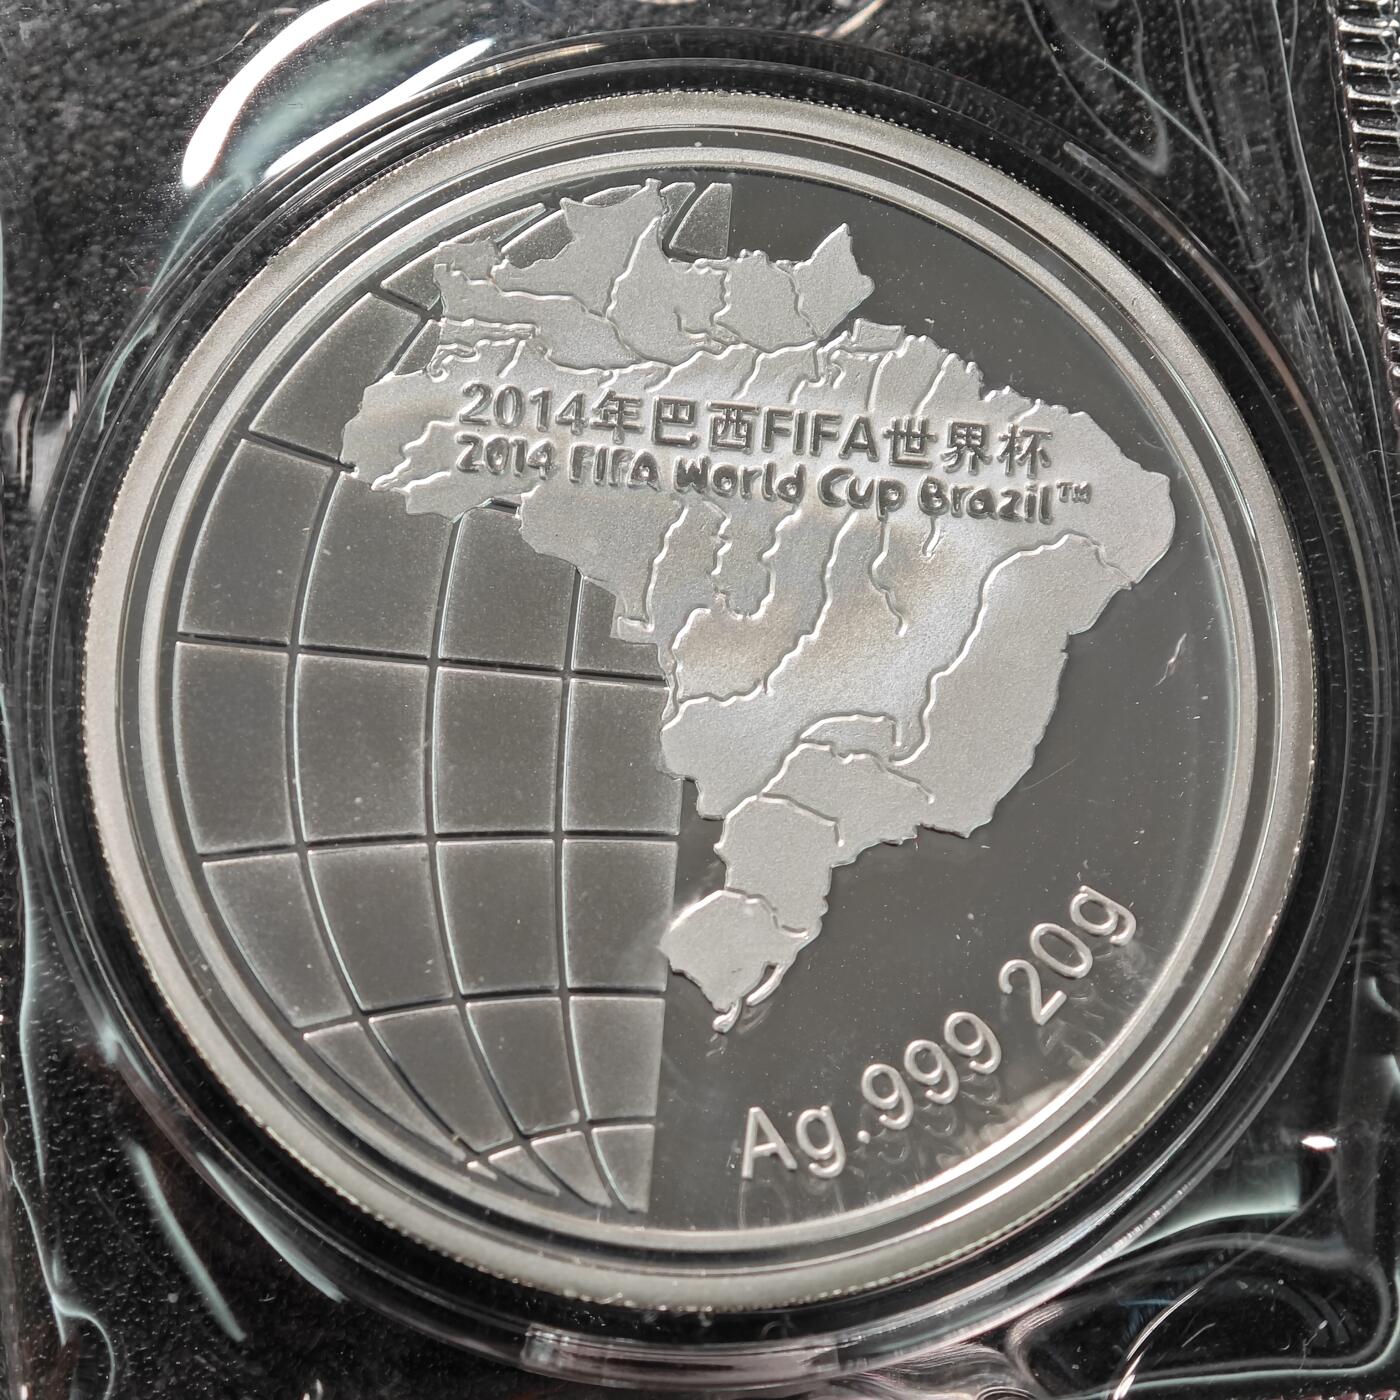 2014年巴西FIFA世界杯
2014 FIFA World Cup Brazil™
Ag.999 20g